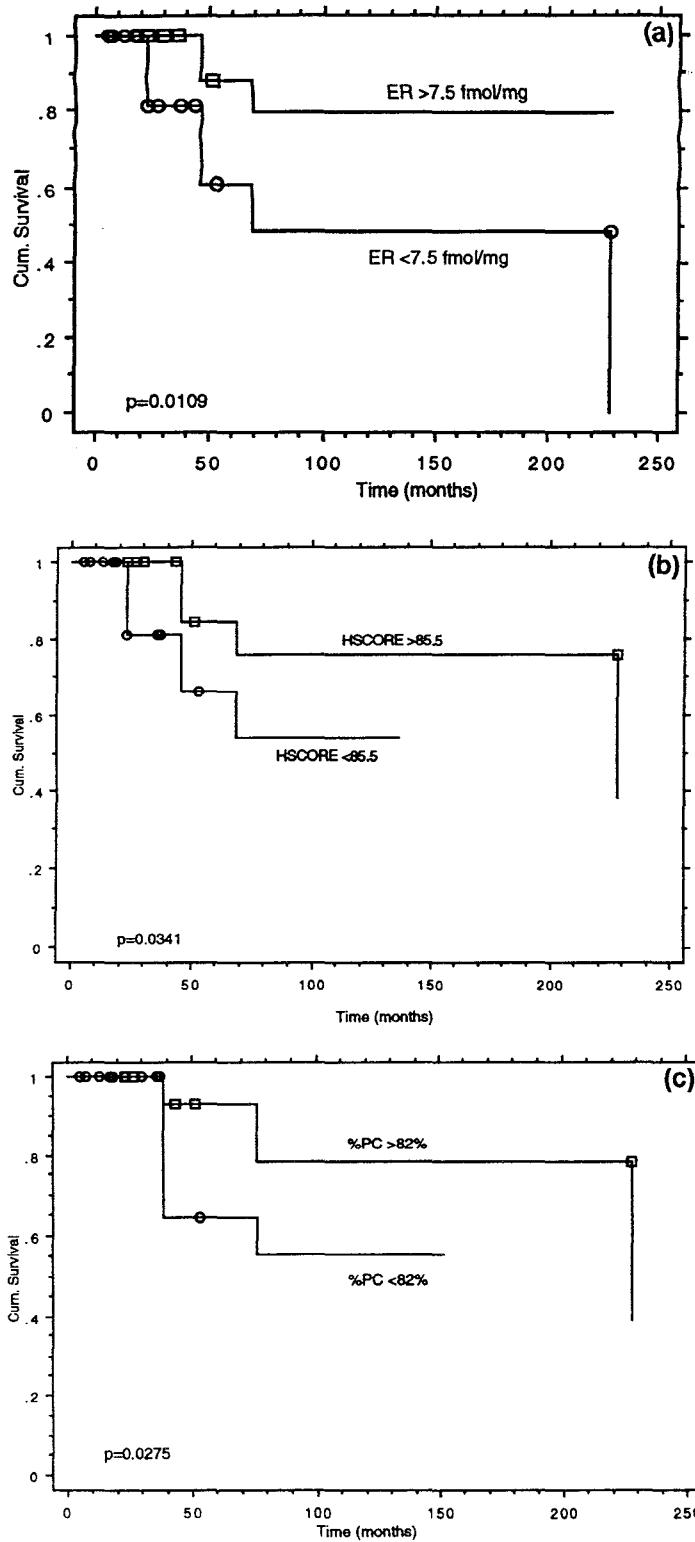 (a)
1
.8
.6
.4
.2
0
Cum. Survival
ER >7.5 fmol/mg
ER <7.5 fmol/mg
p=0.0109
0 50 100 150 200 250
Time (months)
(b)
1
.8
.6
.4
.2
0
Cum. Survival
HSCORE >85.5
HSCORE <85.5
p=0.0341
0 50 100 150 200 250
Time (months)
(c)
1
.8
.6
.4
.2
0
Cum. Survival
%PC >82%
%PC <82%
p=0.0275
0 50 100 150 200 250
Time (months)